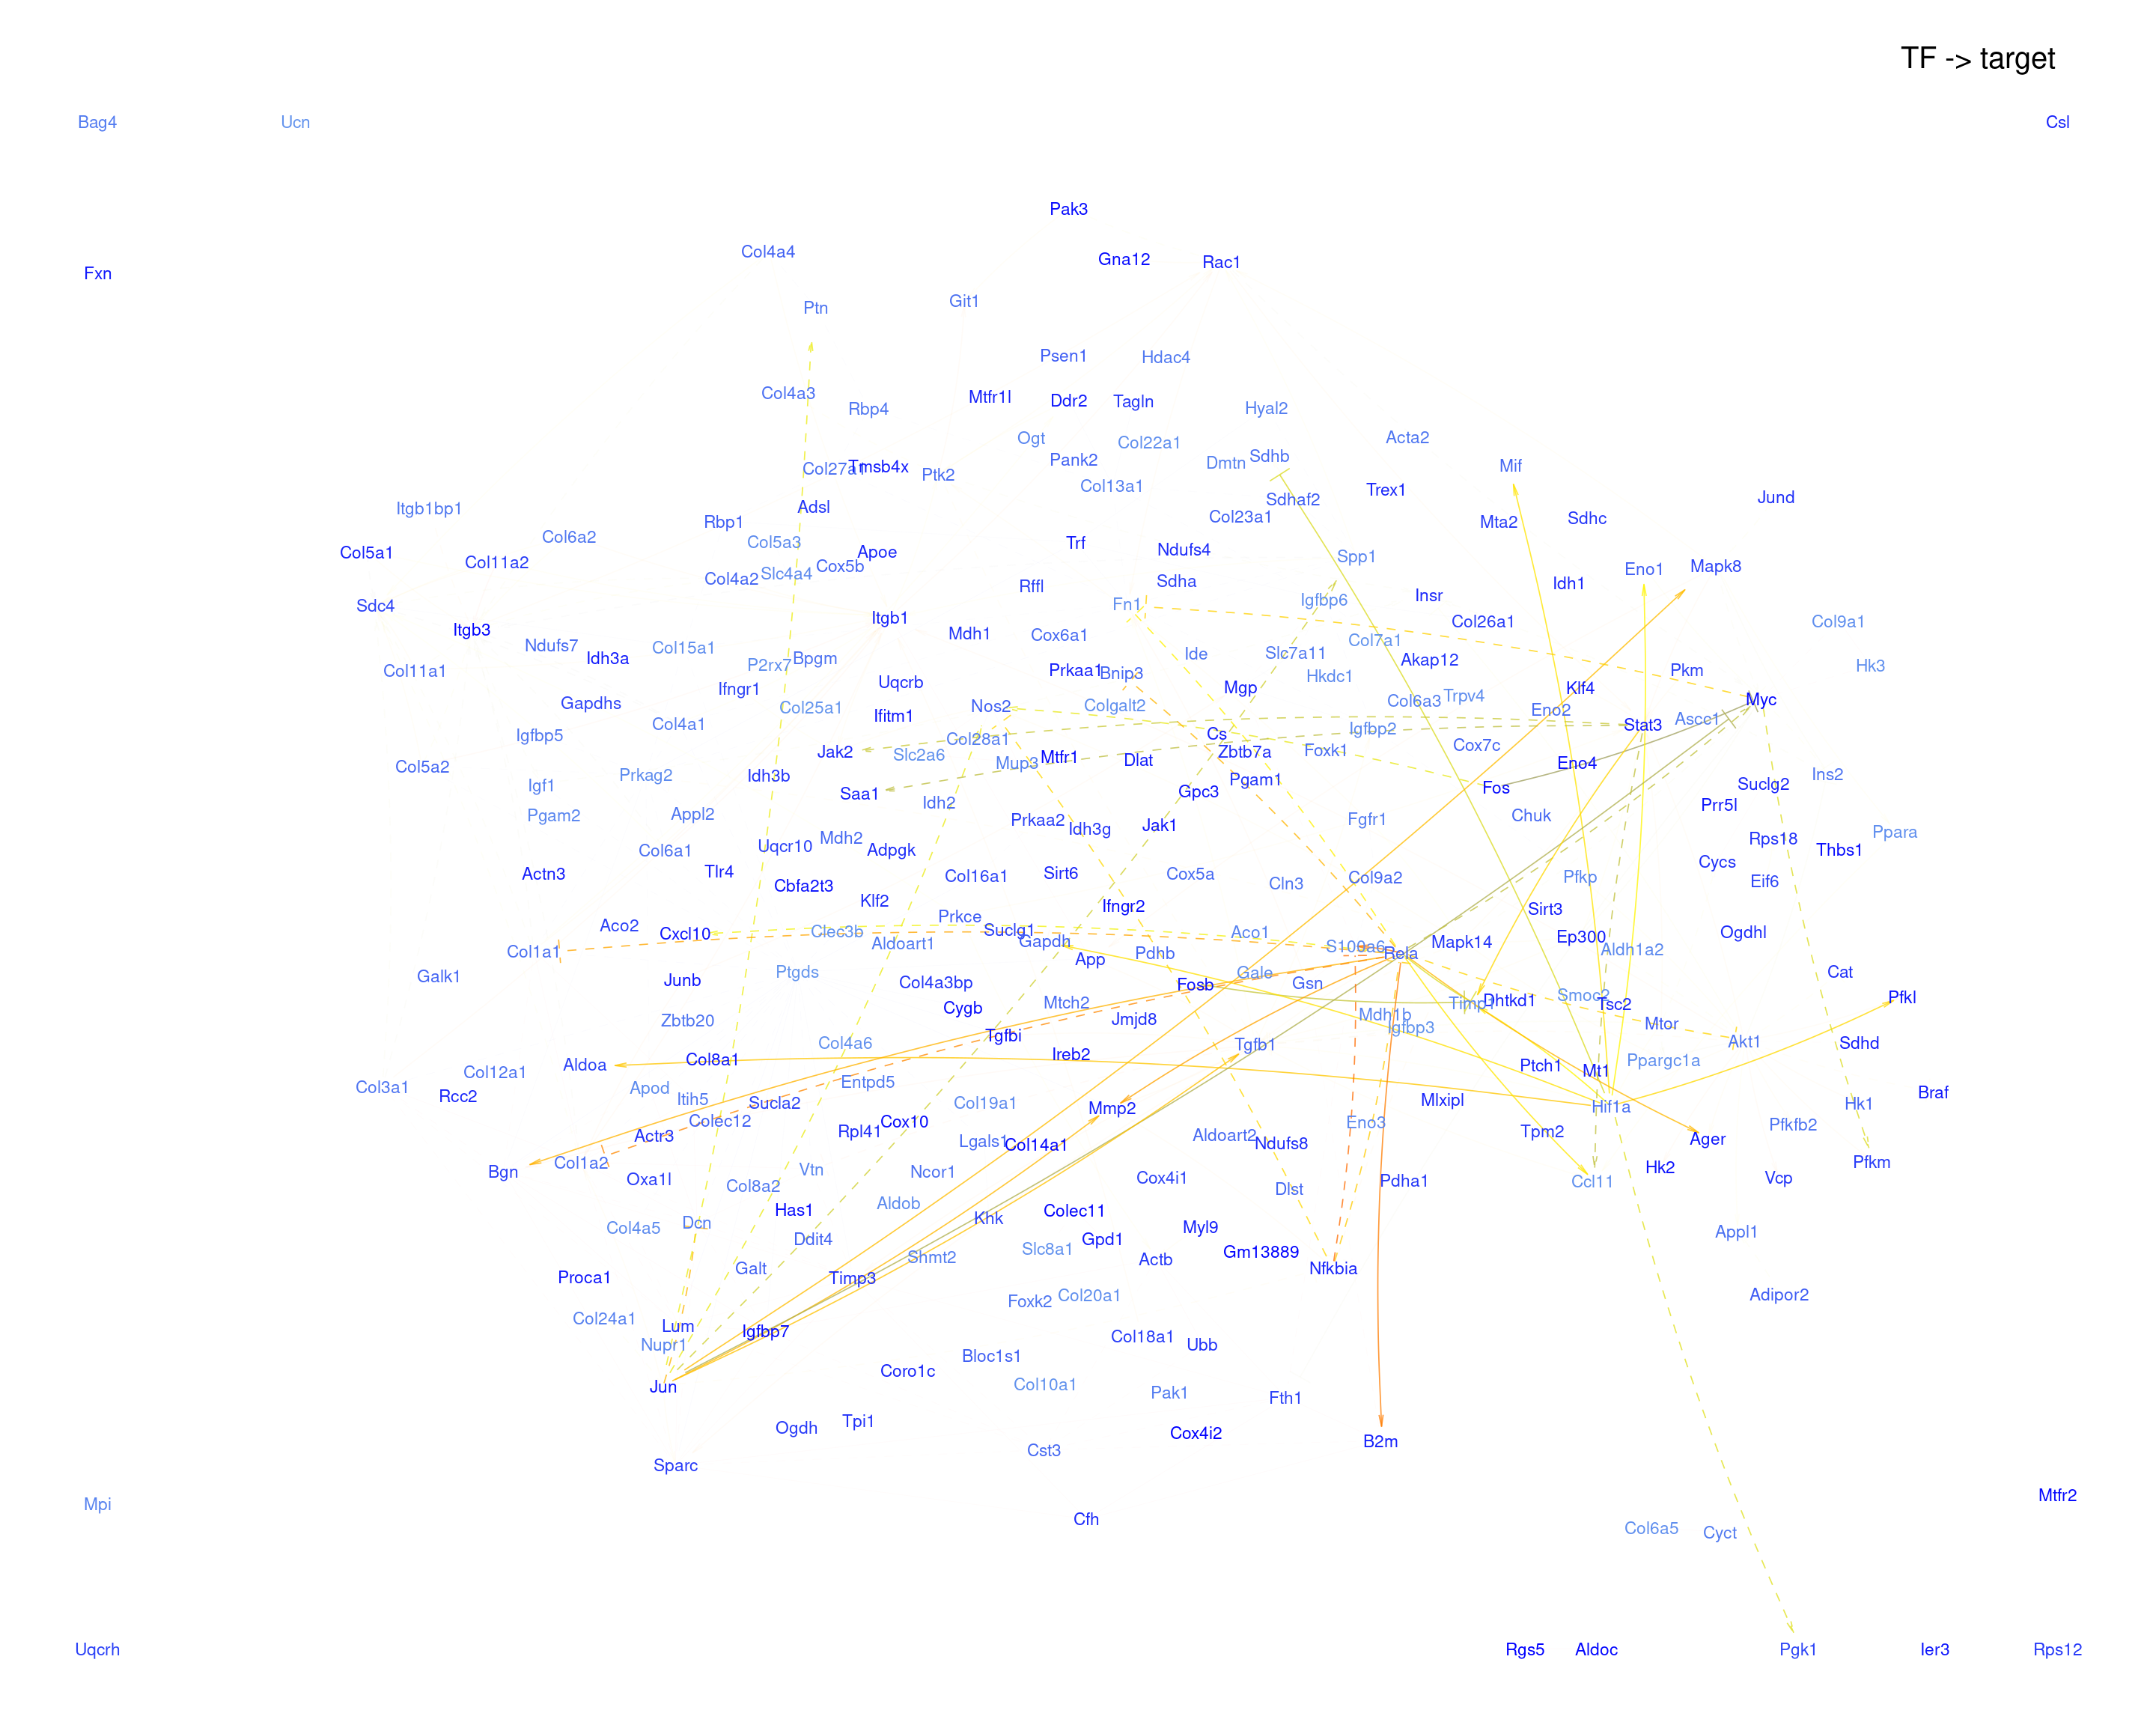 TF -> target
Bag4 Ucn Csl
Pak3
Col4a4 Gna12 Rac1
Fxn
Ptn Git1
Psen1 Hdac4
Col4a3 Rbp4 Mtfr1l Ddr2 Tagln Hyal2
Ogt Col22a1 Acta2
Col27a1 Tmsb4x Ptk2 Pank2 Dmtn Sdhb Mif
Col13a1 Trex1 Jund
Itgb1bp1 Adsl Sdhaf2
Rbp1 Col23a1 Mta2 Sdhc
Col6a2 Col5a3 Trf
Col5a1 Col11a2 Apoe Ndufs4 Spp1
Col4a2 Slc4a4 Cox5b Sdha Eno1 Mapk8
Rffl Idh1
Sdc4 Fn1 Igfbp6 Insr
Itgb3 Itgb1 Mdh1 Cox6a1 Col26a1 Col9a1
Ndufs7 Idh3a Col15a1 P2rx7 Bpgm Ide Slc7a11 Col7a1 Akap12 Hk3
Col11a1 Prkaa1 Bnip3 Hkdc1 Pkm
Gapdhs Ifngr1 Uqcrb Mgp Klf4
Col25a1 Nos2 Colgalt2 Col6a3 Trpv4 Eno2 Myc
Col4a1 Ifitm1 Igfbp2 Stat3 Ascc1
Igfbp5 Col28a1 Cs Cox7c
Col5a2 Jak2 Slc2a6 Mup3 Mtfr1 Dlat Zbtb7a Foxk1 Eno4
Igf1 Prkag2 Idh3b Pgam1 Fos Suclg2 Ins2
Saa1 Idh2 Gpc3 Prr5l
Pgam2 Appl2 Prkaa2 Idh3g Jak1 Fgfr1 Chuk
Col6a1 Uqcr10 Mdh2 Adpgk Rps18 Thbs1 Ppara
Actn3 Tlr4 Cbfa2t3 Col16a1 Sirt6 Cox5a Cln3 Col9a2 Pfkp Cycs Eif6
Klf2 Ifngr2 Sirt3
Aco2 Cxcl10 Clec3b Prkce Suclg1 Aco1 Ep300 Ogdhl
Col1a1 Aldoart1 Gapdh Pdhb S100a6 Rela Mapk14 Aldh1a2
Galk1 Junb Ptgds Col4a3bp App Fosb Gale Gsn Cat
Cygb Mtch2 Timp1 Dhtkd1 Smoc2 Tsc2 Pfkl
Zbtb20 Tgfbi Jmjd8 Mdh1b Igfbp3 Mtor
Col4a6 Ireb2 Tgfb1 Akt1 Sdhd
Aldoa Col8a1 Ptch1 Mt1 Ppargc1a
Col3a1 Col12a1 Apod Entpd5
Rcc2 Itih5 Sucla2 Col19a1 Mmp2 Mlxipl Hif1a Hk1 Braf
Actr3 Colec12 Rpl41 Cox10 Eno3 Pfkfb2
Lgals1 Col14a1 Aldoart2 Ndufs8 Tpm2 Ager
Bgn Col1a2 Oxa1l Vtn Ncor1 Cox4i1 Pdha1 Ccl11 Hk2 Vcp Pfkm
Col8a2 Aldob Dlst
Col4a5 Dcn Has1 Khk Colec11 Myl9 Appl1
Ddit4 Slc8a1 Gpd1
Proca1 Galt Timp3 Shmt2 Actb Gm13889 Nfkbia
Foxk2 Col20a1 Adipor2
Col24a1 Lum Igfbp7
Nupr1 Bloc1s1 Col18a1 Ubb
Jun Coro1c Col10a1 Pak1 Fth1
Ogdh Tpi1 Cox4i2 B2m
Sparc Cst3
Mpi Cfh Mtfr2
Col6a5 Cyct
Uqcrh Rgs5 Aldoc Pgk1 Ier3 Rps12